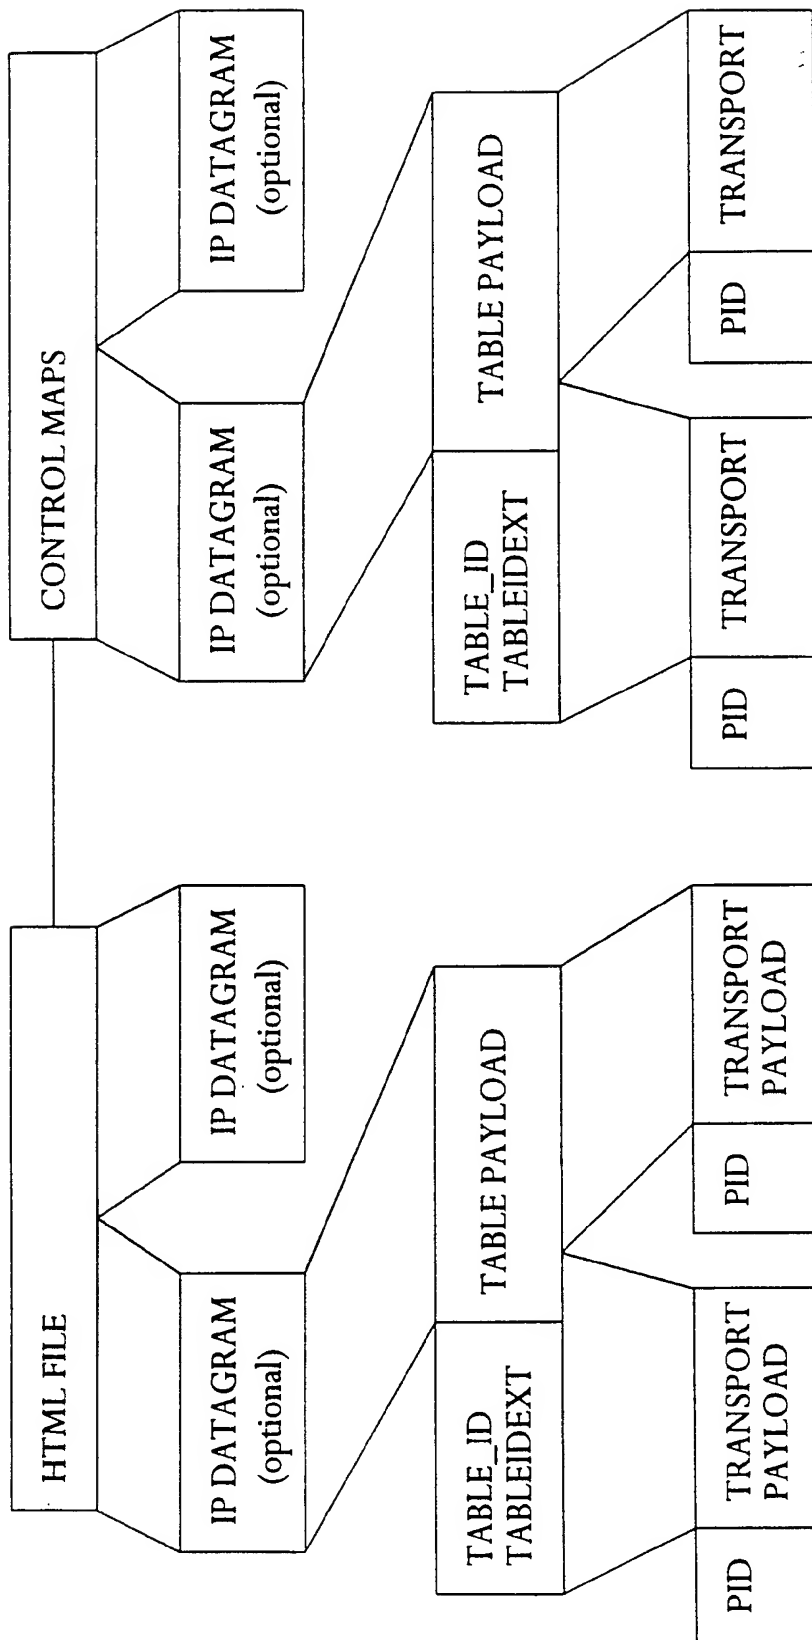 HTML FILE
CONTROL MAPS
IP DATAGRAM
(optional)
IP DATAGRAM
(optional)
IP DATAGRAM
(optional)
IP DATAGRAM
(optional)
TABLE_ID
TABLEIDEXT
TABLE PAYLOAD
TABLE_ID
TABLEIDEXT
TABLE PAYLOAD
PID
TRANSPORT
PAYLOAD
PID
TRANSPORT
PAYLOAD
PID
TRANSPORT
PID
TRANSPORT